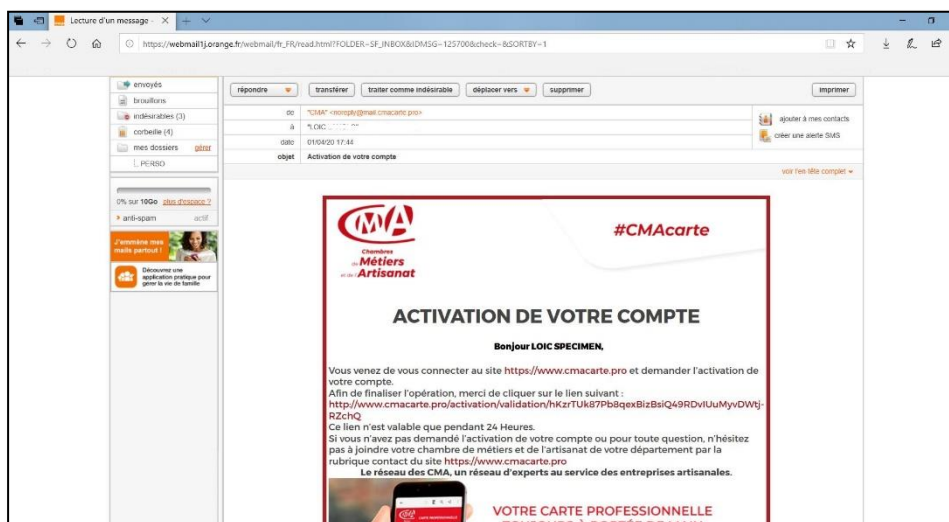 Lecture d'un message -
https://webmail1j.orange.fr/webmail/fr_FR/read.html?FOLDER=SF_INBOX&IDMSG=125700&check=&SORTBY=1
envoyés
brouillons
indésirables (3)
corbeille (4)
mes dossiers gérer
PERSO
0% sur 10Go plus d'espace ?
anti-spam actif
J'emmène mes
mails partout !
Découvrez une
application pratique pour
gérer la vie de famille
répondre transférer traiter comme indésirable déplacer vers supprimer imprimer
de "CMA" <noreply@mail.cmacarte.pro>
à "LOIC
date 01/04/20 17:44
objet Activation de votre compte
ajouter à mes contacts
créer une alerte SMS
voir l'en-tête complet
CMA
Chambres
de Métiers
et de l'Artisanat
#CMAcarte
ACTIVATION DE VOTRE COMPTE
Bonjour LOIC SPECIMEN,
Vous venez de vous connecter au site https://www.cmacarte.pro et demander l'activation de
votre compte.
Afin de finaliser l'opération, merci de cliquer sur le lien suivant :
http://www.cmacarte.pro/activation/validation/hKzrTUk87Pb8qexBizBsiQ49RDvIUuMyvDWtj-
RZchQ
Ce lien n'est valable que pendant 24 Heures.
Si vous n'avez pas demandé l'activation de votre compte ou pour toute question, n'hésitez
pas à joindre votre chambre de métiers et de l'artisanat de votre département par la
rubrique contact du site https://www.cmacarte.pro
Le réseau des CMA, un réseau d'experts au service des entreprises artisanales.
VOTRE CARTE PROFESSIONNELLE